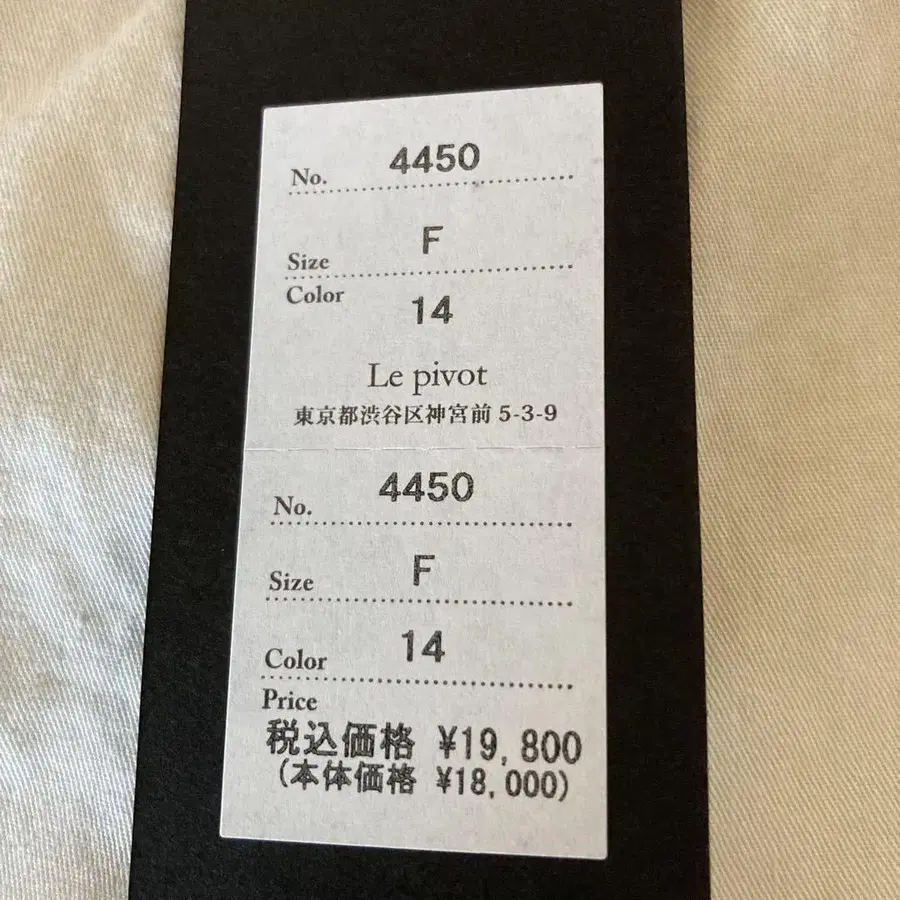 No. 4450
Size F
Color 14
Le pivot
東京都渋谷区神宮前 5-3-9
No. 4450
Size F
Color 14
Price
税込価格 ¥19,800
(本体価格 ¥18,000)